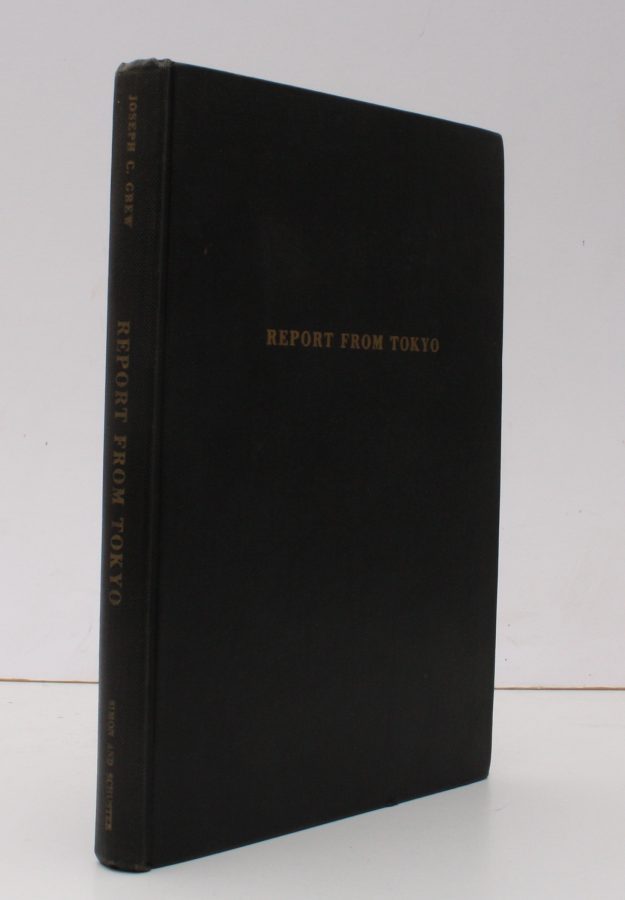 JOSEPH C. GREW
REPORT FROM TOKYO
SIMON AND SCHUSTER
REPORT FROM TOKYO